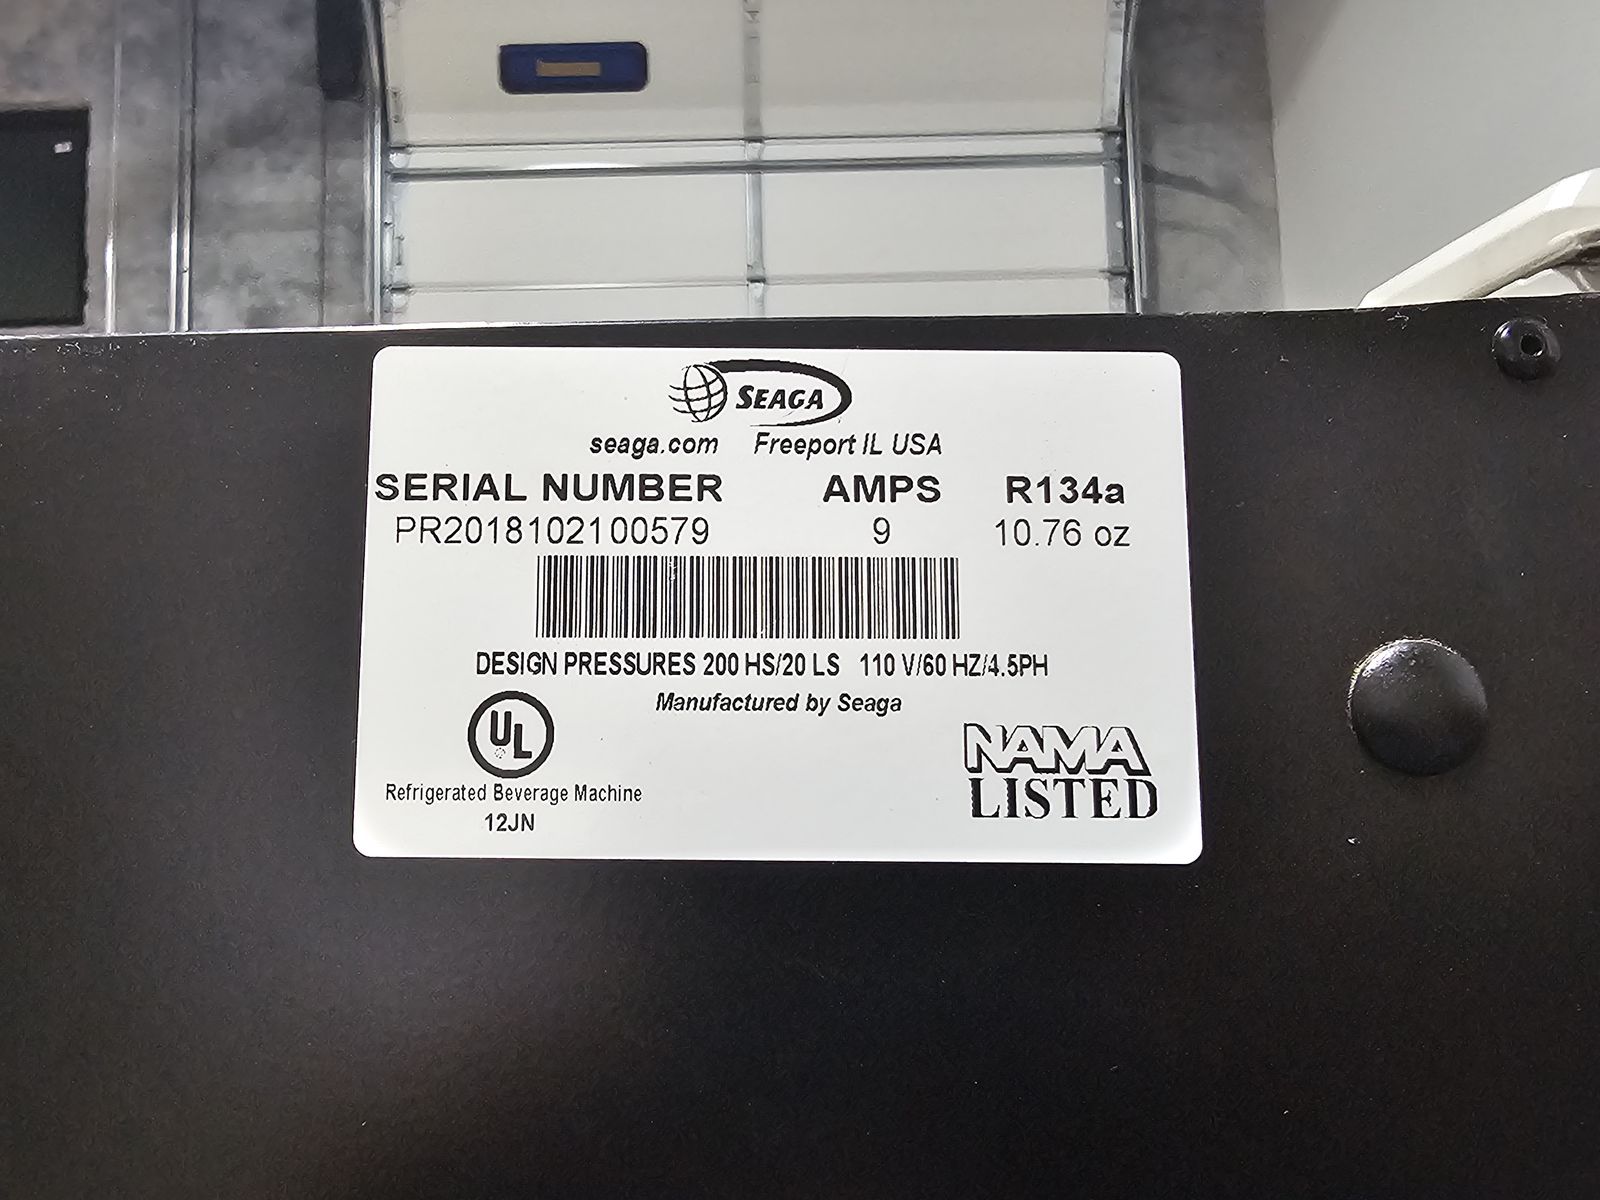 SEAGA
seaga.com Freeport IL USA
SERIAL NUMBER AMPS R134a
PR2018102100579 9 10.76 oz
DESIGN PRESSURES 200 HS/20 LS 110 V/60 HZ/4.5PH
Manufactured by Seaga
UL
NAMA
LISTED
Refrigerated Beverage Machine
12JN